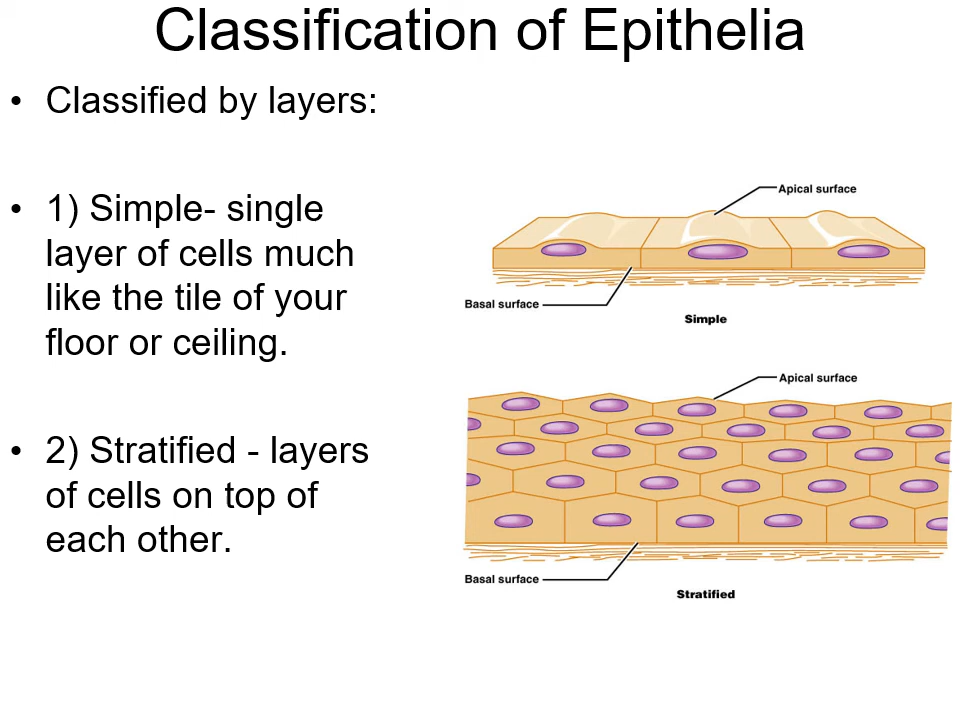 Classification of Epithelia
• Classified by layers:
• 1) Simple- single
layer of cells much
like the tile of your
floor or ceiling.
• 2) Stratified - layers
of cells on top of
each other.
Apical surface
Basal surface
Simple
Apical surface
Basal surface
Stratified